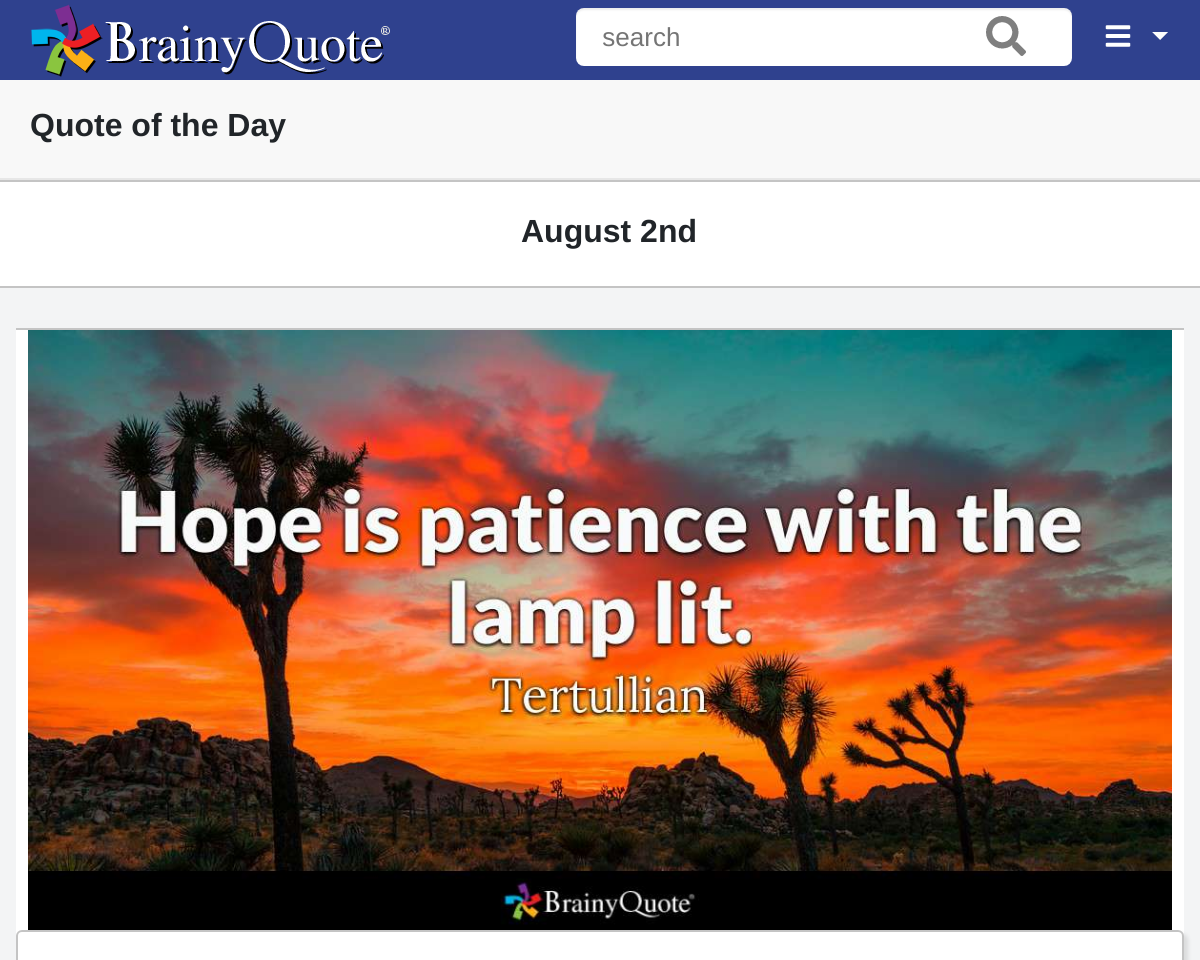 BrainyQuote®
search
Quote of the Day
August 2nd
Hope is patience with the
lamp lit.
Tertullian
BrainyQuote®